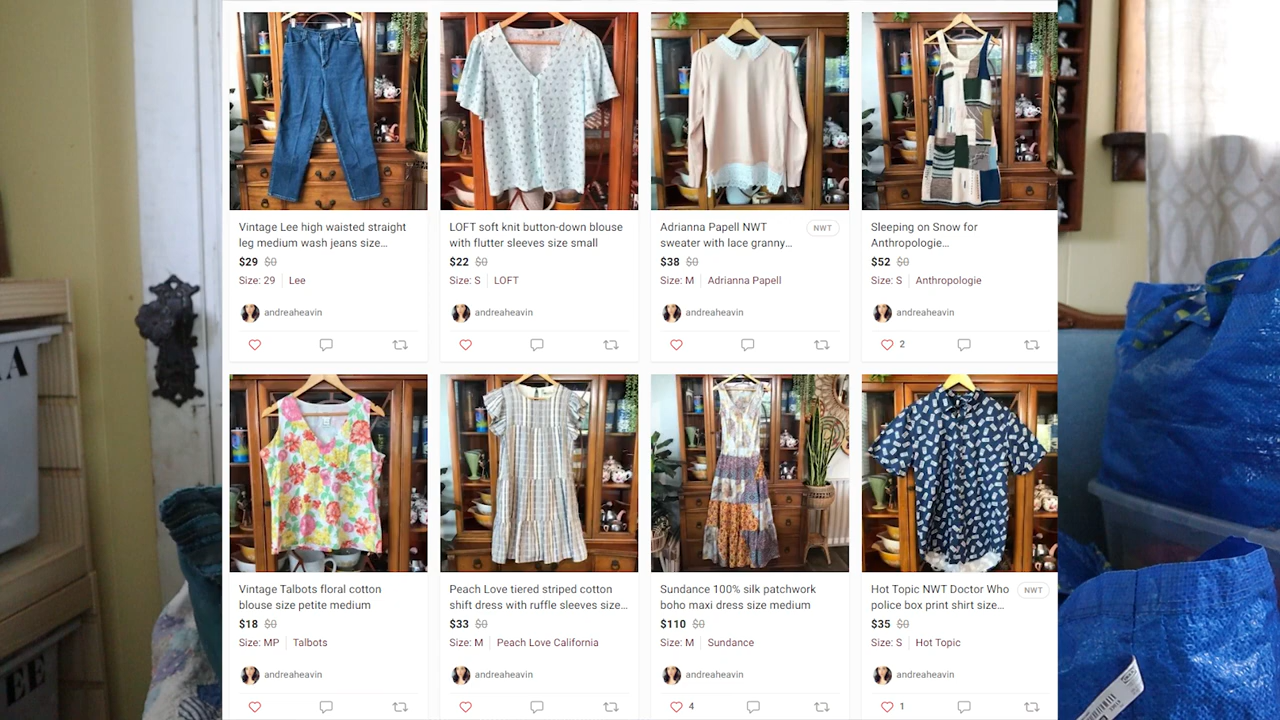 Vintage Lee high waisted straight
leg medium wash jeans size...
$29 $0
Size: 29 Lee
andreaheavin
LOFT soft knit button-down blouse
with flutter sleeves size small
$22 $0
Size: S LOFT
andreaheavin
Adrianna Papell NWT
sweater with lace granny...
NWT
$38 $0
Size: M Adrianna Papell
andreaheavin
Sleeping on Snow for
Anthropologie...
$52 $0
Size: S Anthropologie
andreaheavin
2
Vintage Talbots floral cotton
blouse size petite medium
$18 $0
Size: MP Talbots
andreaheavin
Peach Love tiered striped cotton
shift dress with ruffle sleeves size...
$33 $0
Size: M Peach Love California
andreaheavin
Sundance 100% silk patchwork
boho maxi dress size medium
$110 $0
Size: M Sundance
andreaheavin
4
Hot Topic NWT Doctor Who
police box print shirt size...
NWT
$35 $0
Size: S Hot Topic
andreaheavin
1
A
EE